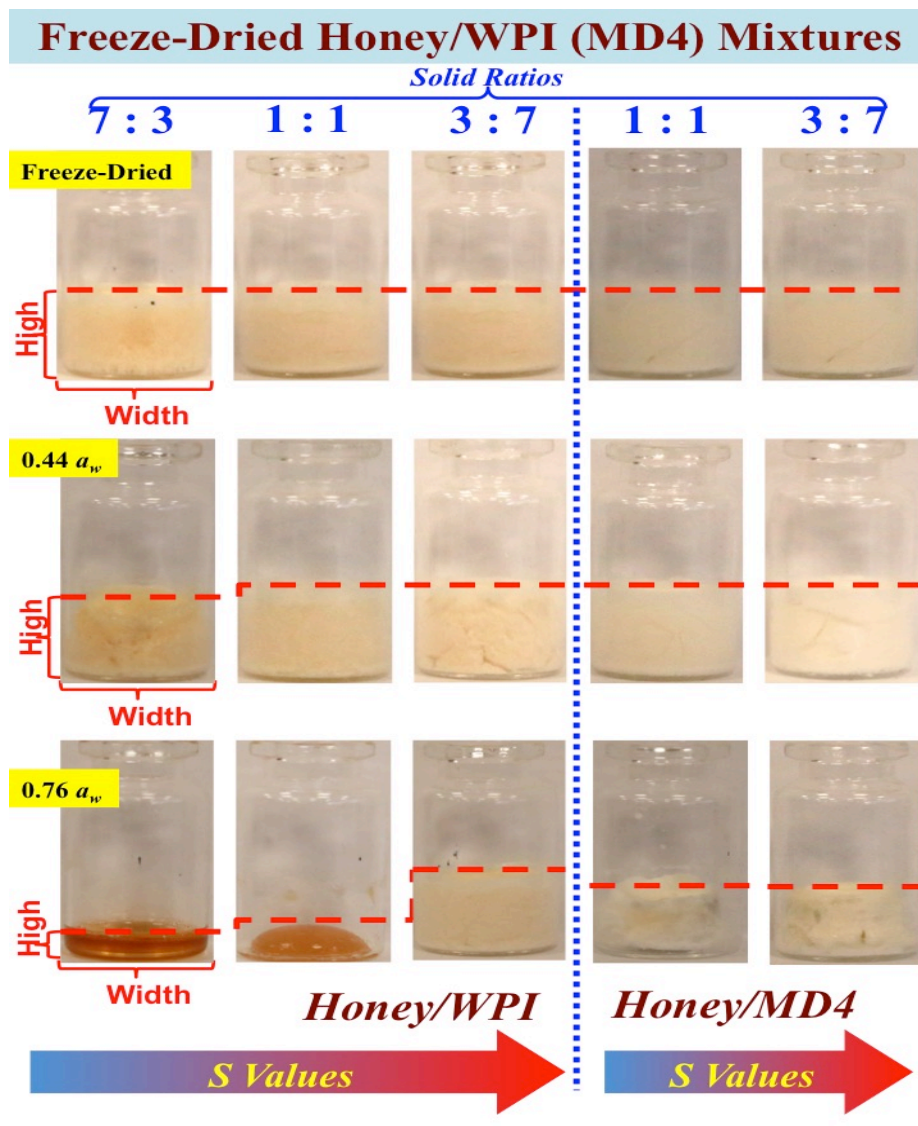 Freeze-Dried Honey/WPI (MD4) Mixtures
Solid Ratios
7 : 3 1 : 1 3 : 7 1 : 1 3 : 7
Freeze-Dried
High
Width
0.44 aw
High
Width
0.76 aw
High
Width
Honey/WPI Honey/MD4
S Values S Values